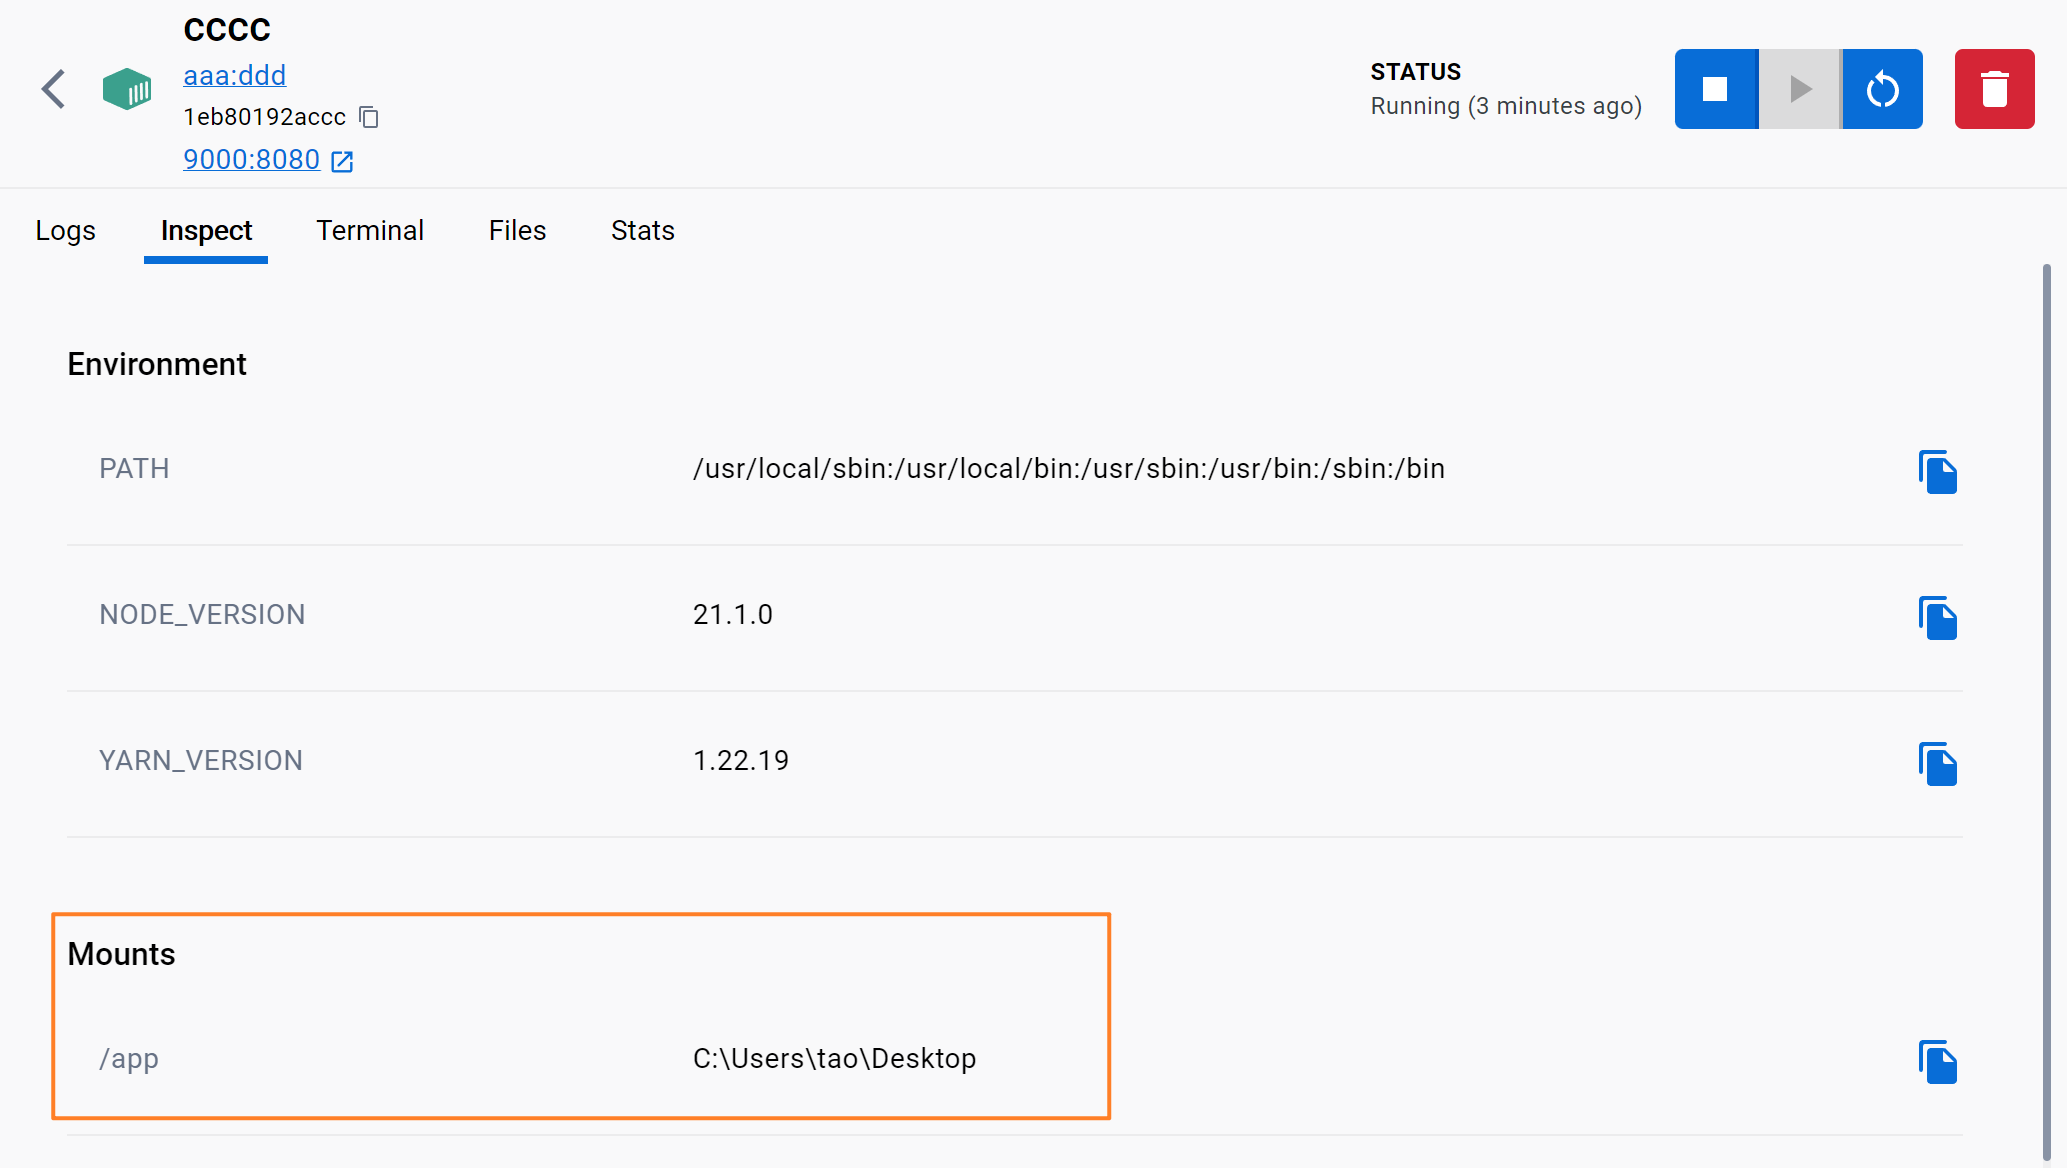 cccc
aaa:ddd
1eb80192accc
9000:8080
STATUS
Running (3 minutes ago)
Logs Inspect Terminal Files Stats
Environment
PATH /usr/local/sbin:/usr/local/bin:/usr/sbin:/usr/bin:/sbin:/bin
NODE_VERSION 21.1.0
YARN_VERSION 1.22.19
Mounts
/app C:\Users\tao\Desktop